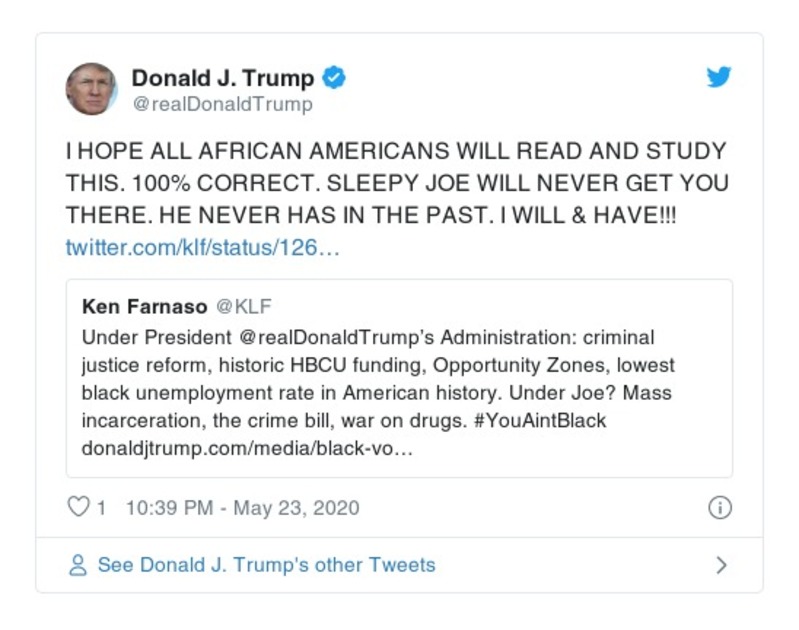 Donald J. Trump
@realDonaldTrump
I HOPE ALL AFRICAN AMERICANS WILL READ AND STUDY
THIS. 100% CORRECT. SLEEPY JOE WILL NEVER GET YOU
THERE. HE NEVER HAS IN THE PAST. I WILL & HAVE!!!
twitter.com/klf/status/126…
Ken Farnaso @KLF
Under President @realDonaldTrump's Administration: criminal
justice reform, historic HBCU funding, Opportunity Zones, lowest
black unemployment rate in American history. Under Joe? Mass
incarceration, the crime bill, war on drugs. #YouAintBlack
donaldjtrump.com/media/black-vo…
1 10:39 PM - May 23, 2020
See Donald J. Trump's other Tweets